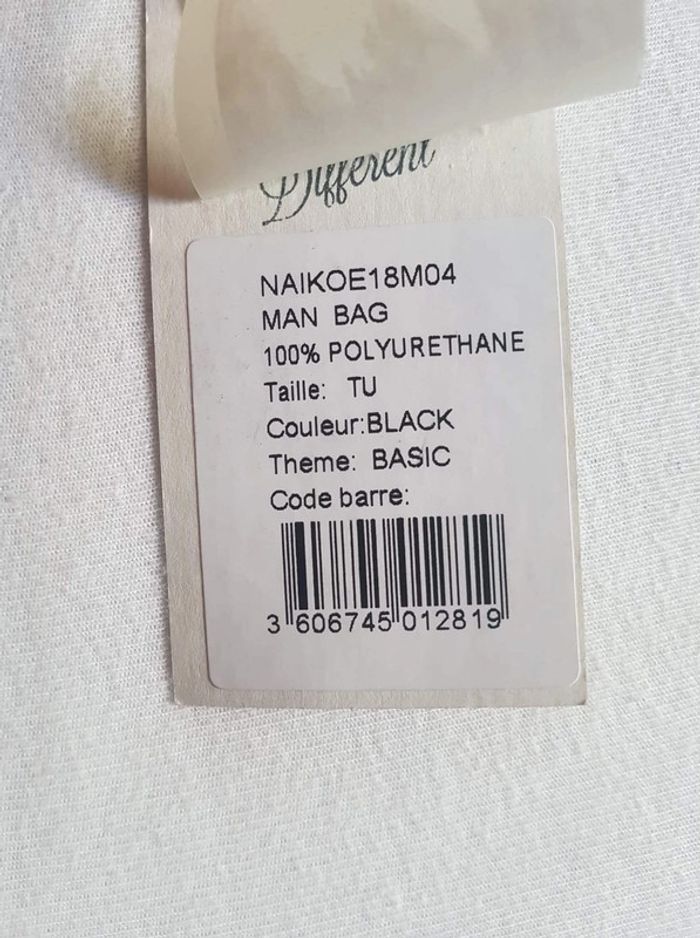 Different
NAIKOE18M04
MAN BAG
100% POLYURETHANE
Taille: TU
Couleur:BLACK
Theme: BASIC
Code barre:
3 606745 012819